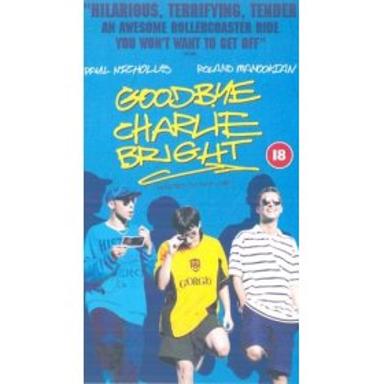 "HILARIOUS, TERRIFYING, TENDER
AN AWESOME ROLLERCOASTER RIDE
YOU WON'T WANT TO GET OFF"
PAUL NICHOLLS ROLAND MANOOKIAN
GOODBYE
CHARLIE
BRIGHT
18
GORGIO